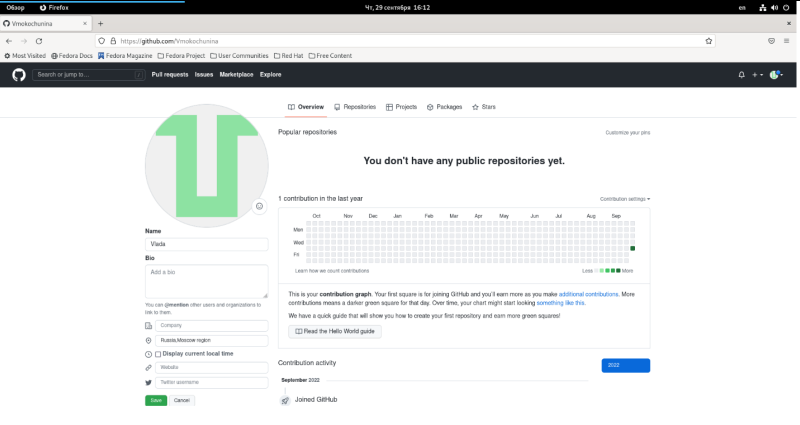 Обзор Firefox Чт, 29 сентября 16:12 en
Vmokochunina
https://github.com/Vmokochunina
Most Visited Fedora Docs Fedora Magazine Fedora Project User Communities Red Hat Free Content
Search or jump to... / Pull requests Issues Marketplace Explore
Overview Repositories Projects Packages Stars
Popular repositories Customize your pins
You don't have any public repositories yet.
1 contribution in the last year Contribution settings
Oct Nov Dec Jan Feb Mar Apr May Jun Jul Aug Sep
Mon
Wed
Fri
Learn how we count contributions Less More
This is your contribution graph. Your first square is for joining GitHub and you'll earn more as you make additional contributions. More
contributions means a darker green square for that day. Over time, your chart might start looking something like this.
We have a quick guide that will show you how to create your first repository and earn more green squares!
Read the Hello World guide
Contribution activity 2022
September 2022
Joined GitHub
Name
Vlada
Bio
Add a bio
You can @mention other users and organizations to
link to them.
Company
Russia,Moscow region
Display current local time
Website
Twitter username
Save Cancel